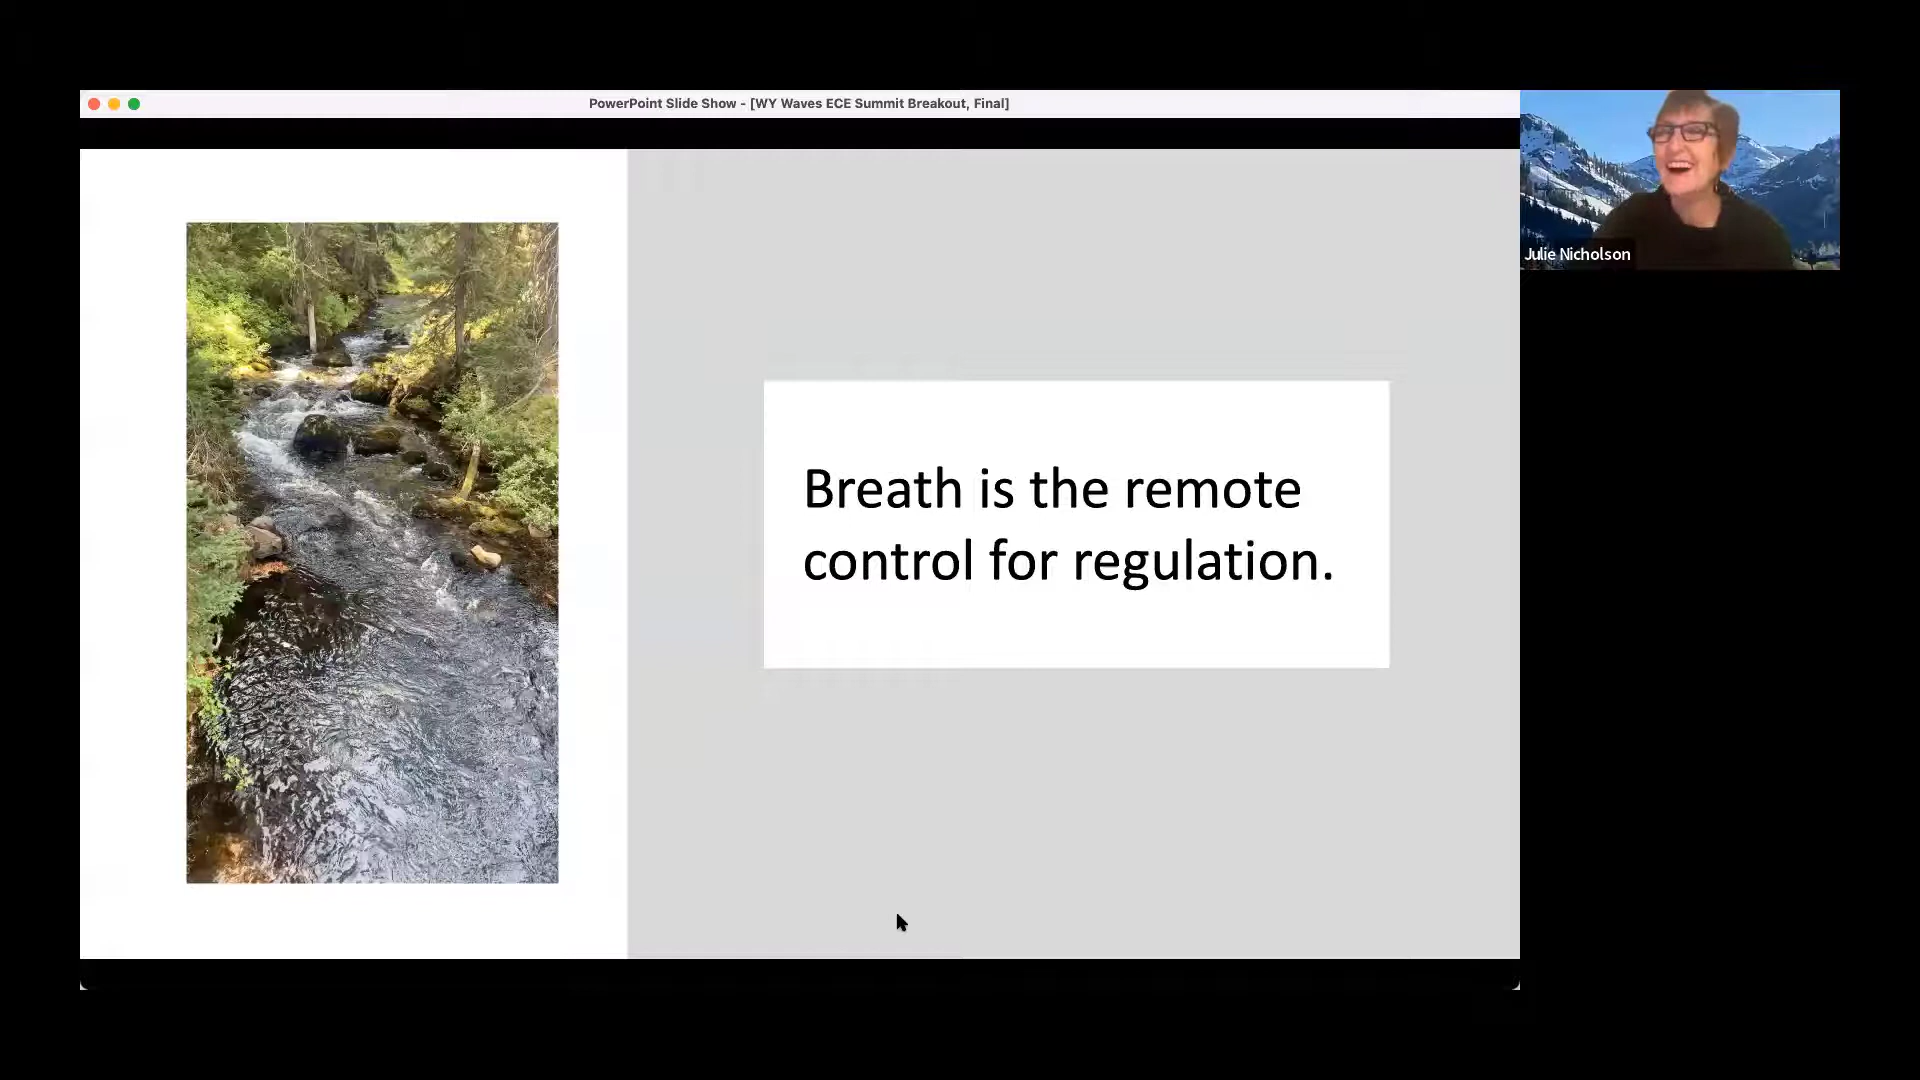 PowerPoint Slide Show - [WY Waves ECE Summit Breakout, Final]
Julie Nicholson
Breath is the remote
control for regulation.